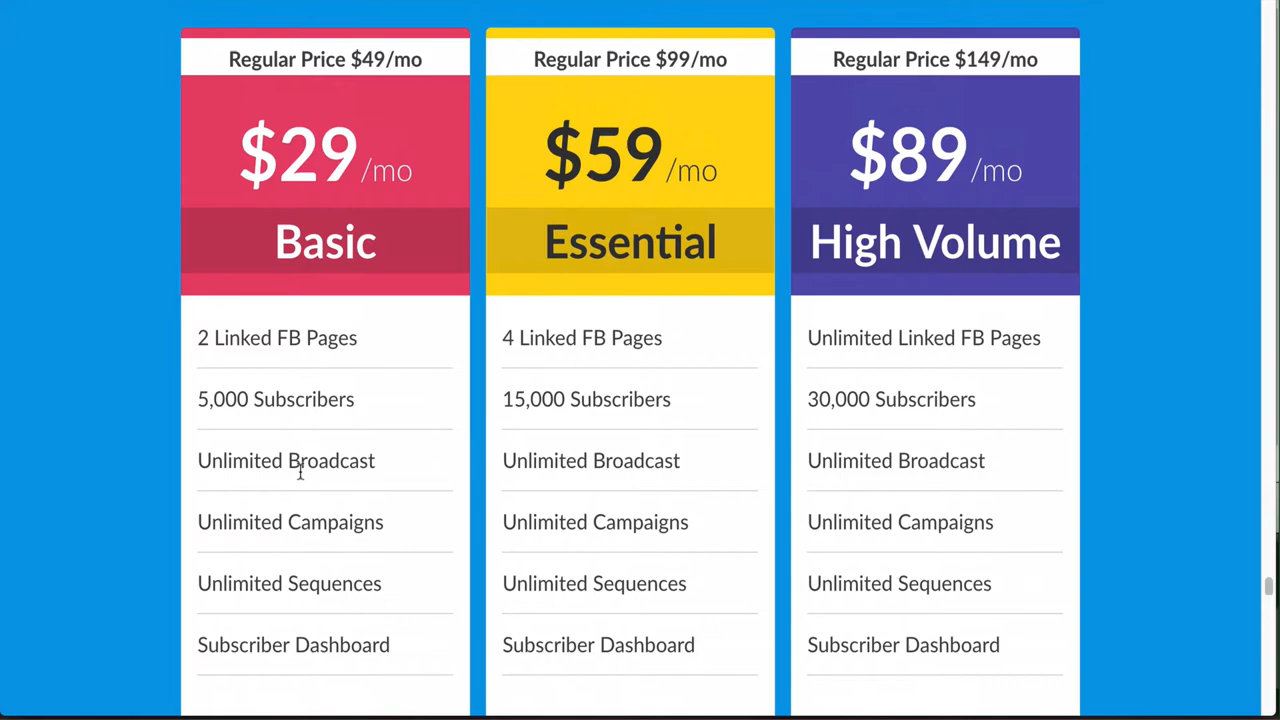 Regular Price $49/mo
$29/mo
Basic
2 Linked FB Pages
5,000 Subscribers
Unlimited Broadcast
Unlimited Campaigns
Unlimited Sequences
Subscriber Dashboard
Regular Price $99/mo
$59/mo
Essential
4 Linked FB Pages
15,000 Subscribers
Unlimited Broadcast
Unlimited Campaigns
Unlimited Sequences
Subscriber Dashboard
Regular Price $149/mo
$89/mo
High Volume
Unlimited Linked FB Pages
30,000 Subscribers
Unlimited Broadcast
Unlimited Campaigns
Unlimited Sequences
Subscriber Dashboard